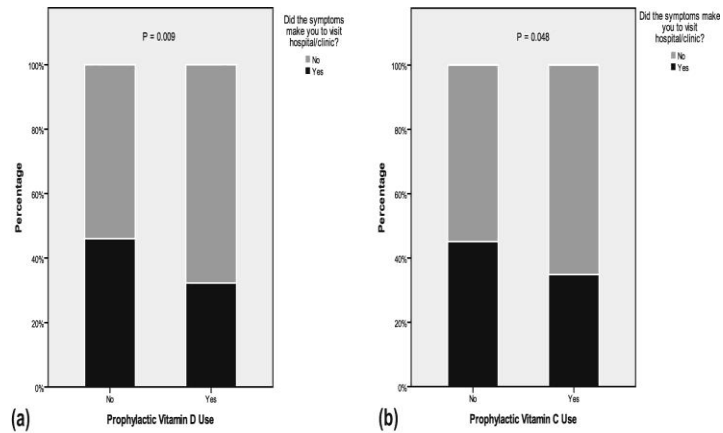 Did the symptoms
make you to visit
hospital/clinic?
No
Yes
P = 0.009
100%
80%
60%
40%
20%
0%
Percentage
No
Yes
(a)
Prophylactic Vitamin D Use
Did the symptoms make
you to visit
hospital/clinic?
No
Yes
P = 0.048
100%
80%
60%
40%
20%
0%
Percentage
No
Yes
(b)
Prophylactic Vitamin C Use